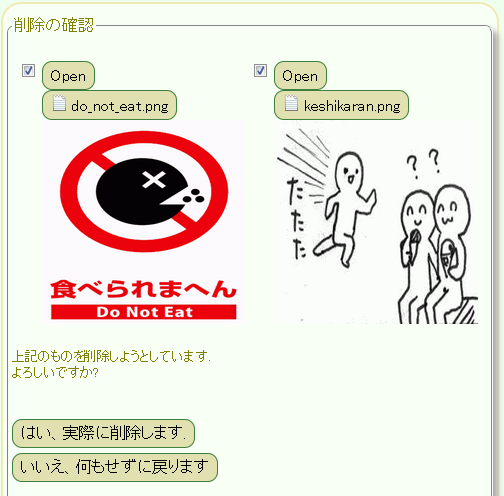 削除の確認
Open
do_not_eat.png
食べられまへん
Do Not Eat
Open
keshikaran.png
たたた
? ?
上記のものを削除しようとしています.
よろしいですか?
はい、実際に削除します.
いいえ、何もせずに戻ります